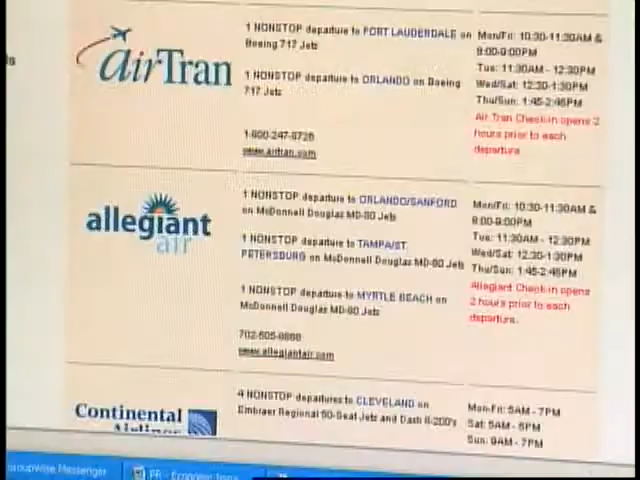 airTran
1 NONSTOP departure to FORT LAUDERDALE on
Boeing 717 Jets
1 NONSTOP departure to ORLANDO on Boeing
717 Jets
1-800-247-8726
www.airtran.com
Mon/Fri: 10:30-11:30AM &
8:00-9:00PM
Tue: 11:30AM - 12:30PM
Wed/Sat: 12:30-1:30PM
Thu/Sun: 1:45-2:45PM
Air Tran Check-in opens 2
hours prior to each
departure.
allegiant
air
1 NONSTOP departure to ORLANDO/SANFORD
on McDonnell Douglas MD-80 Jets
1 NONSTOP departure to TAMPA/ST.
PETERSBURG on McDonnell Douglas MD-80 Jets
1 NONSTOP departure to MYRTLE BEACH on
McDonnell Douglas MD-80 Jets
702-505-8888
www.allegiantair.com
Mon/Fri: 10:30-11:30AM &
8:00-9:00PM
Tue: 11:30AM - 12:30PM
Wed/Sat: 12:30-1:30PM
Thu/Sun: 1:45-2:45PM
Allegiant Check-in opens
2 hours prior to each
departure.
Continental
Airlines
4 NONSTOP departures to CLEVELAND on
Embraer Regional 50-Seat Jets and Dash 8-200's
Mon-Fri: 5AM - 7PM
Sat: 5AM - 6PM
Sun: 9AM - 7PM
Groupwise Messenger
PR - Economic